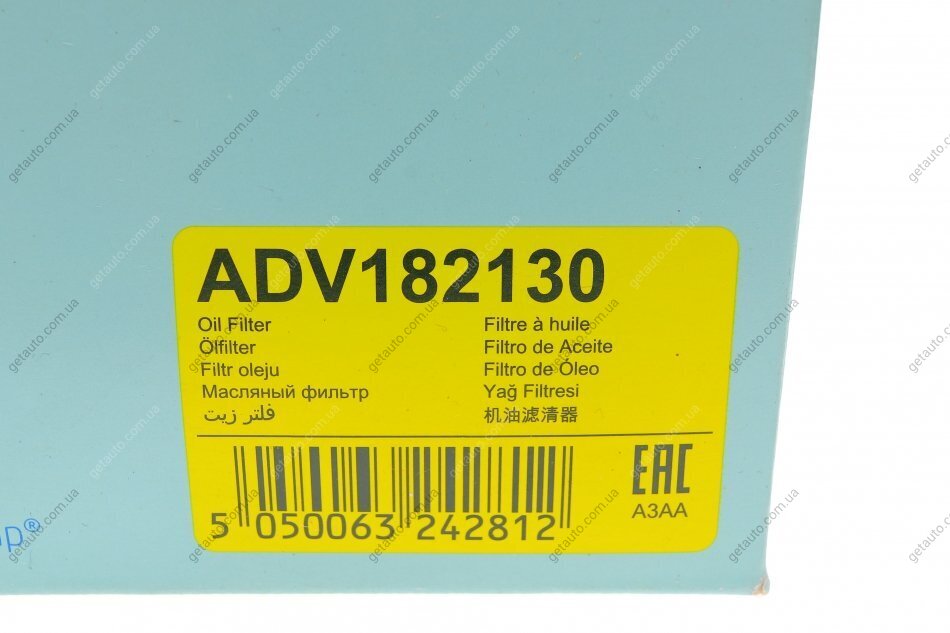 ADV182130
Oil Filter
Ölfilter
Filtr oleju
Масляный фильтр
فلتر زيت
Filtre à huile
Filtro de Aceite
Filtro de Óleo
Yağ Filtresi
机油滤清器
EAC
A3AA
5 050063 242812
®
getauto.com.ua